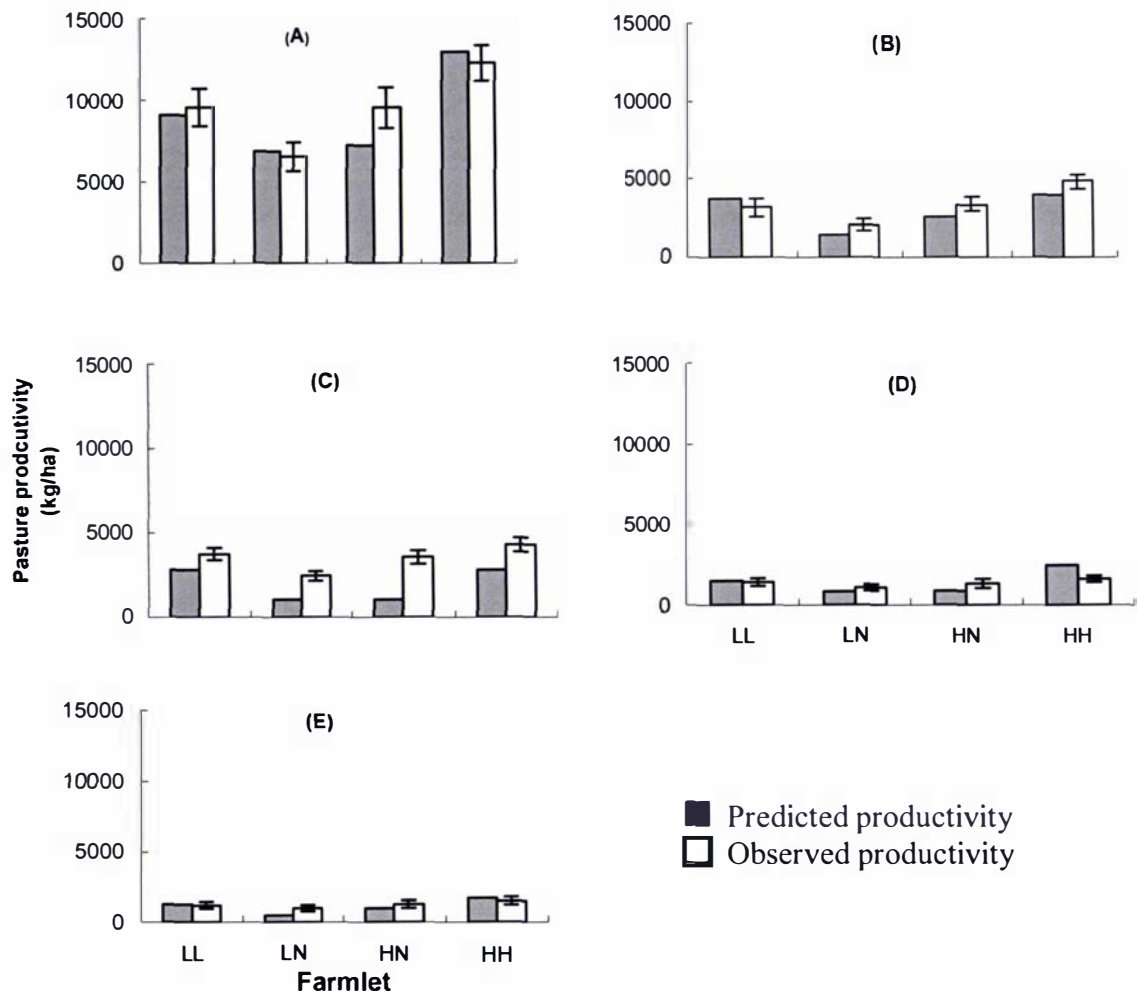 (A)
15000
10000
5000
0
(B)
15000
10000
5000
0
Pasture prodcutivity
(kg/ha)
(C)
15000
10000
5000
0
(D)
15000
10000
5000
0
LL LN HN HH
(E)
15000
10000
5000
0
LL LN HN HH
Farmlet
Predicted productivity
Observed productivity